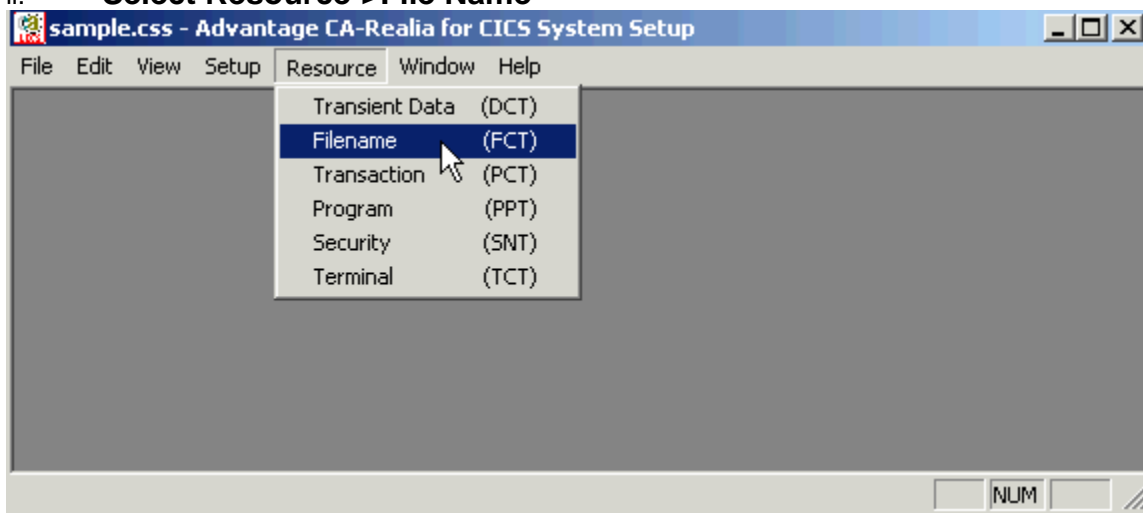 ii. Select Resource->File Name
sample.css - Advantage CA-Realia for CICS System Setup
File Edit View Setup Resource Window Help
Transient Data (DCT)
Filename (FCT)
Transaction (PCT)
Program (PPT)
Security (SNT)
Terminal (TCT)
NUM